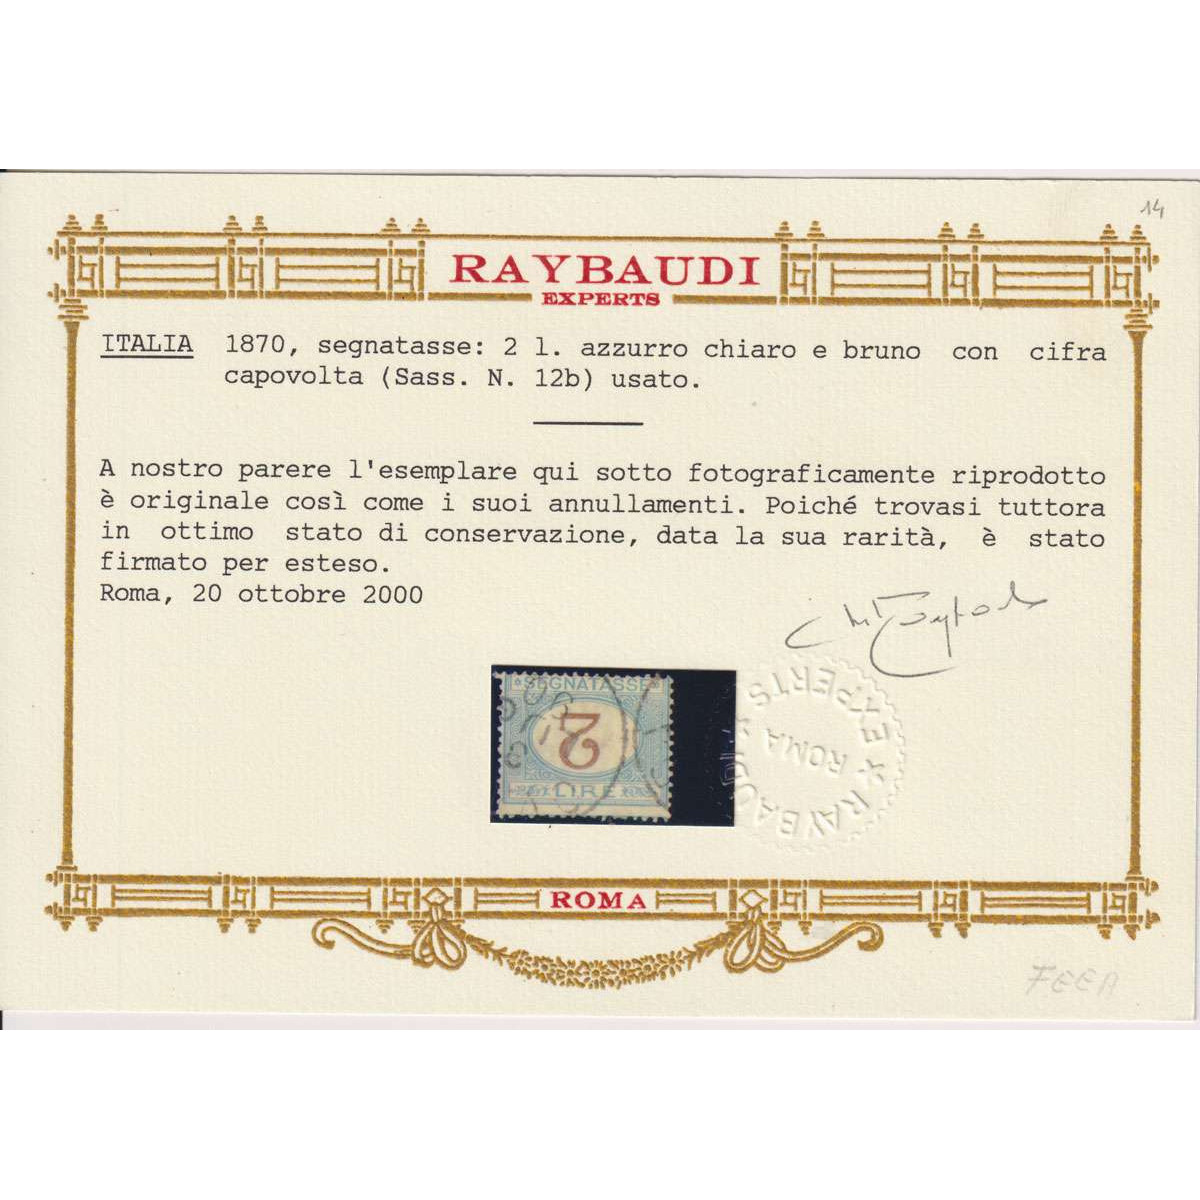 14
RAYBAUDI
EXPERTS
ITALIA 1870, segnatasse: 2 l. azzurro chiaro e bruno con cifra
capovolta (Sass. N. 12b) usato.
A nostro parere l'esemplare qui sotto fotograficamente riprodotto
è originale così come i suoi annullamenti. Poiché trovasi tuttora
in ottimo stato di conservazione, data la sua rarità, è stato
firmato per esteso.
Roma, 20 ottobre 2000
SEGNATASSE
2
LIRE
RAYBAUDI ★ EXPERTS ★
ROMA
ROMA
FEEA